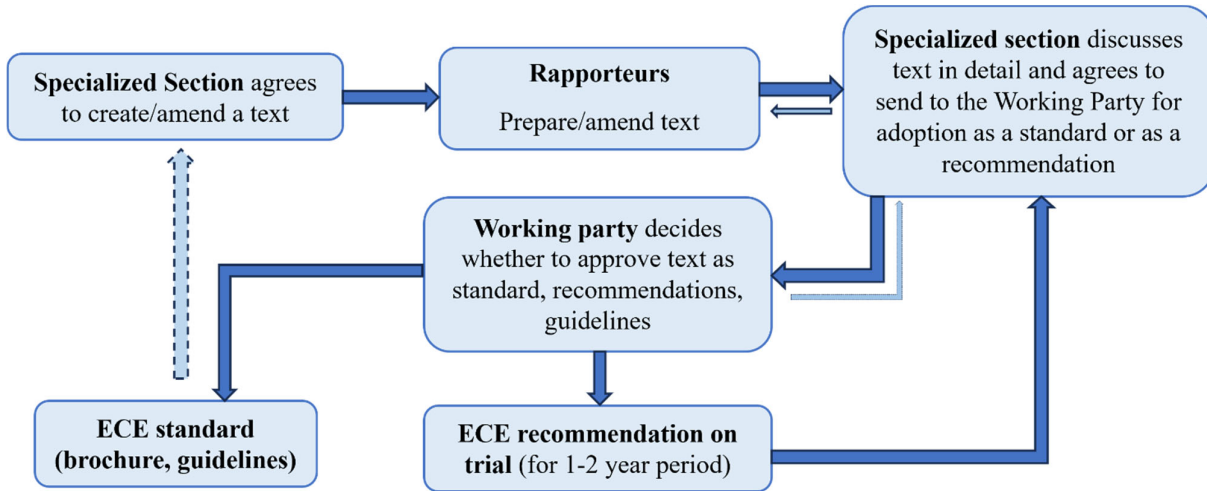 Specialized Section agrees
to create/amend a text
Rapporteurs
Prepare/amend text
Specialized section discusses
text in detail and agrees to
send to the Working Party for
adoption as a standard or as a
recommendation
Working party decides
whether to approve text as
standard, recommendations,
guidelines
ECE standard
(brochure, guidelines)
ECE recommendation on
trial (for 1-2 year period)